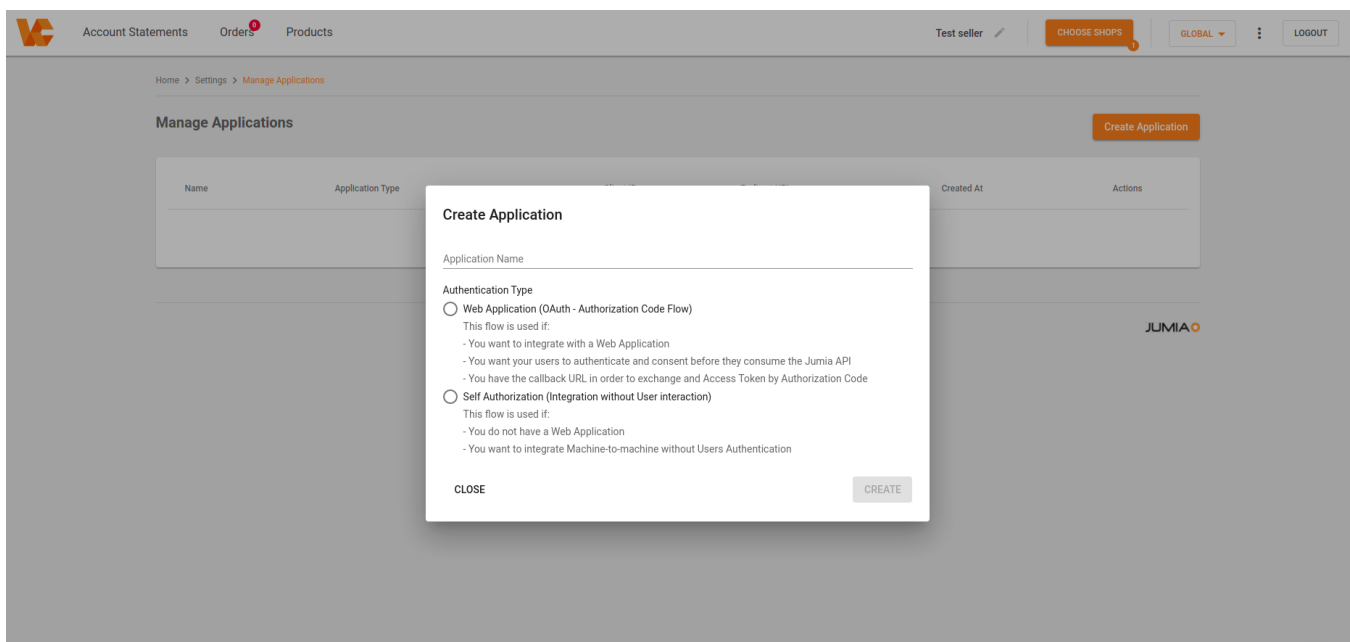 Account Statements
Orders
0
Products
Test seller
CHOOSE SHOPS
1
GLOBAL
LOGOUT
Home > Settings > Manage Applications
Manage Applications
Create Application
Name
Application Type
Created At
Actions
Create Application
Application Name
Authentication Type
Web Application (OAuth - Authorization Code Flow)
This flow is used if:
- You want to integrate with a Web Application
- You want your users to authenticate and consent before they consume the Jumia API
- You have the callback URL in order to exchange and Access Token by Authorization Code
Self Authorization (Integration without User interaction)
This flow is used if:
- You do not have a Web Application
- You want to integrate Machine-to-machine without Users Authentication
CLOSE
CREATE
JUMIA